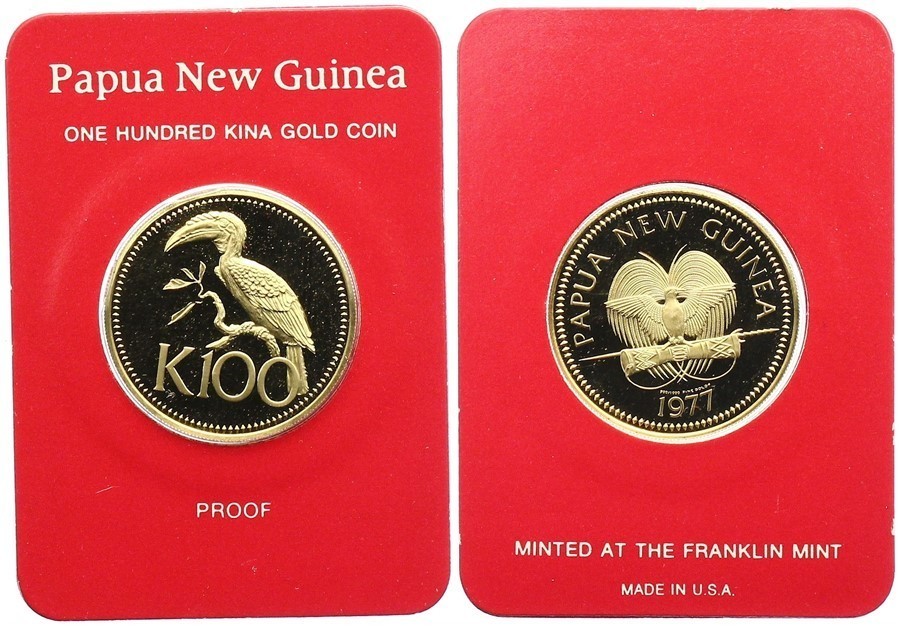 Papua New Guinea
ONE HUNDRED KINA GOLD COIN
K100
PROOF
PAPUA NEW GUINEA
1977
MINTED AT THE FRANKLIN MINT
MADE IN U.S.A.